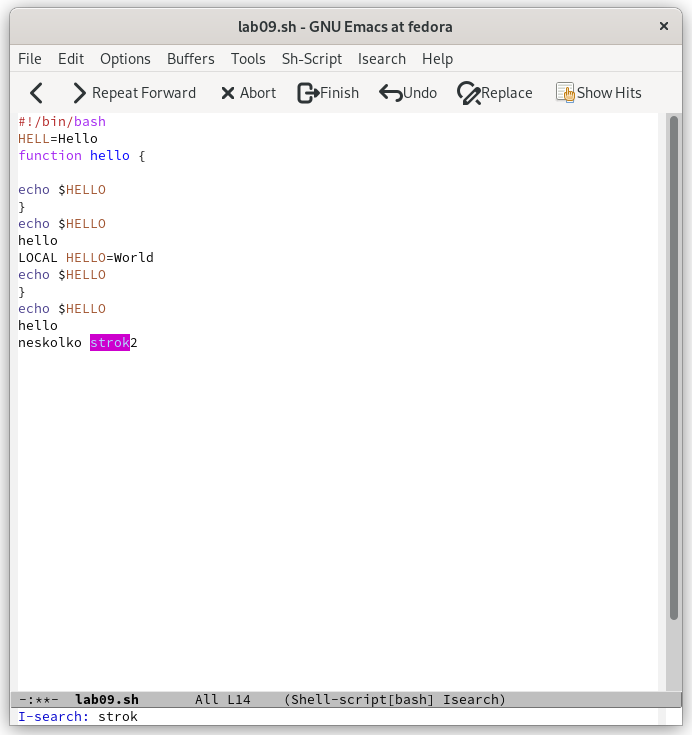 lab09.sh - GNU Emacs at fedora
File Edit Options Buffers Tools Sh-Script Isearch Help
Repeat Forward Abort Finish Undo Replace Show Hits
#!/bin/bash
HELL=Hello
function hello {
echo $HELLO
}
echo $HELLO
hello
LOCAL HELLO=World
echo $HELLO
}
echo $HELLO
hello
neskolko strok2
-:**- lab09.sh All L14 (Shell-script[bash] Isearch)
I-search: strok